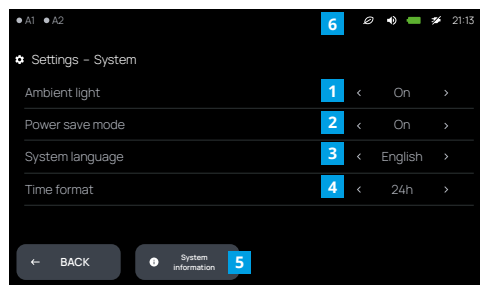 A1 A2 6 21:13
Settings – System
Ambient light 1 < On >
Power save mode 2 < On >
System language 3 < English >
Time format 4 < 24h >
← BACK
System
information 5